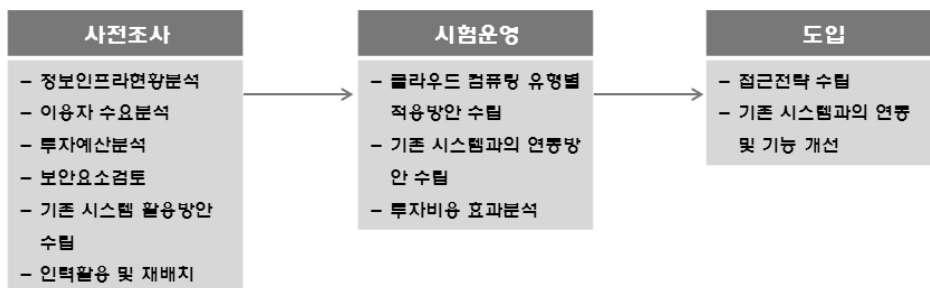 사전조사
– 정보인프라현황분석
– 이용자 수요분석
– 투자예산분석
– 보안요소검토
– 기존 시스템 활용방안
수립
– 인력활용 및 재배치
시험운영
– 클라우드 컴퓨팅 유형별
적용방안 수립
– 기존 시스템과의 연동방
안 수립
– 투자비용 효과분석
도입
– 접근전략 수립
– 기존 시스템과의 연동
및 기능 개선